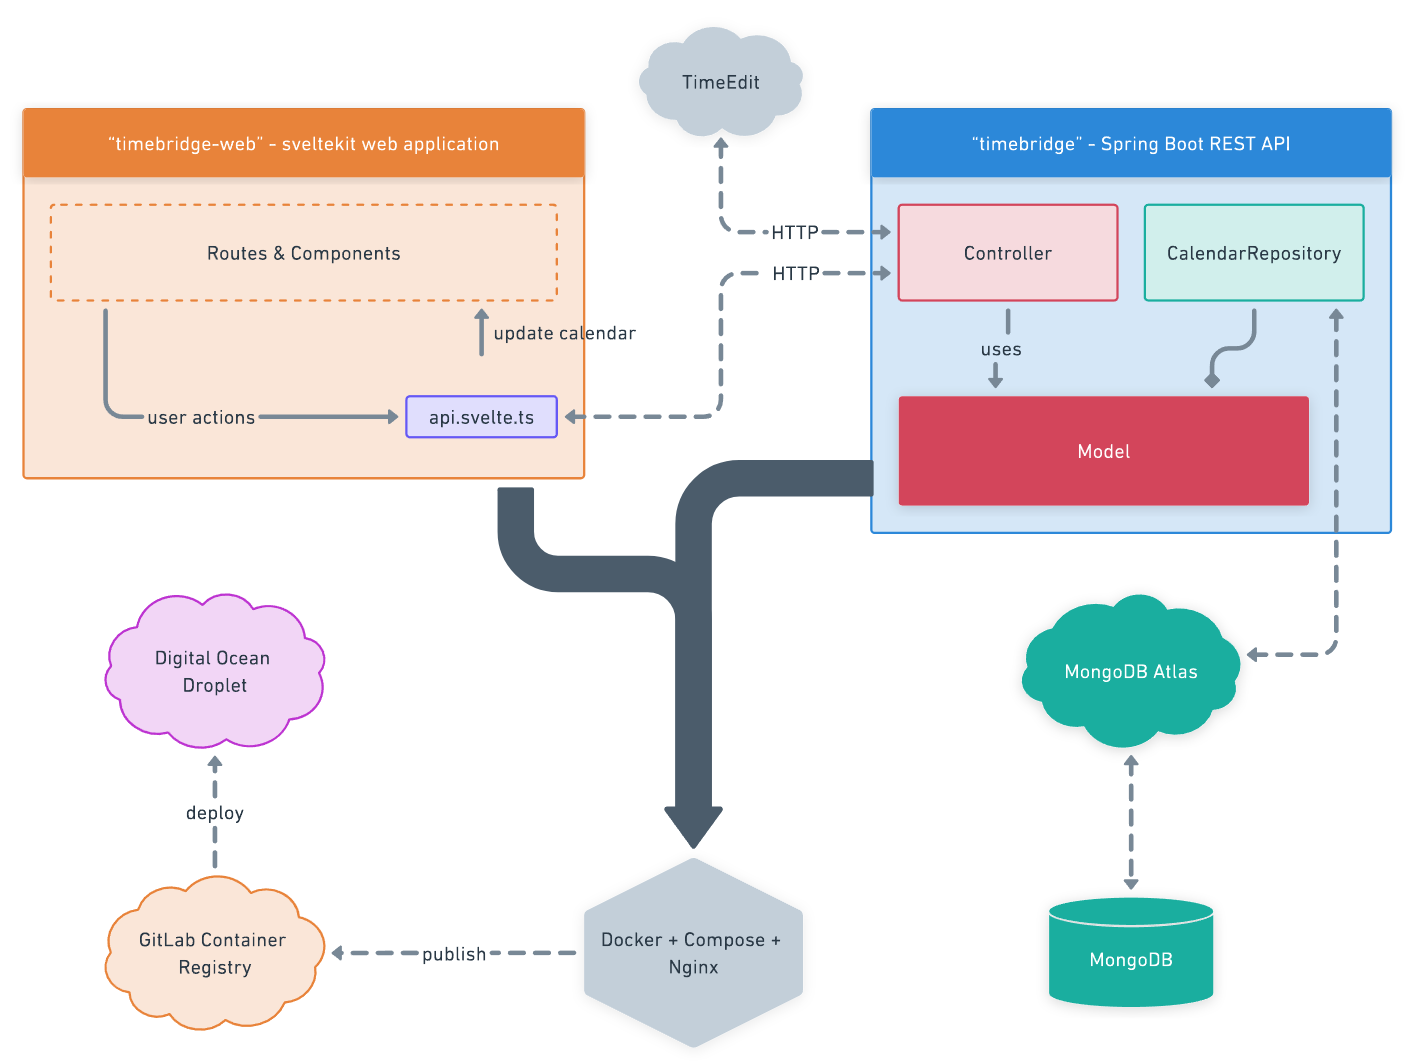 TimeEdit
“timebridge-web” - sveltekit web application
“timebridge” - Spring Boot REST API
Routes & Components
HTTP
HTTP
Controller
CalendarRepository
update calendar
uses
user actions
api.svelte.ts
Model
Digital Ocean
Droplet
MongoDB Atlas
deploy
GitLab Container
Registry
publish
Docker + Compose +
Nginx
MongoDB